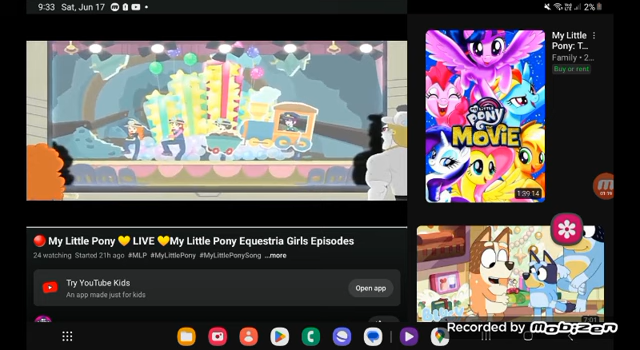 9:33 Sat, Jun 17
2%
My Little
Pony: T...
Family • 2...
Buy or rent
My Little
PONY
THE
MOVIE
1:39:14
🔴 My Little Pony 💛 LIVE 💛My Little Pony Equestria Girls Episodes
24 watching Started 21h ago #MLP #MyLittlePony #MyLittlePonySong ...more
Try YouTube Kids
An app made just for kids
Open app
7:01
Recorded by mobizen